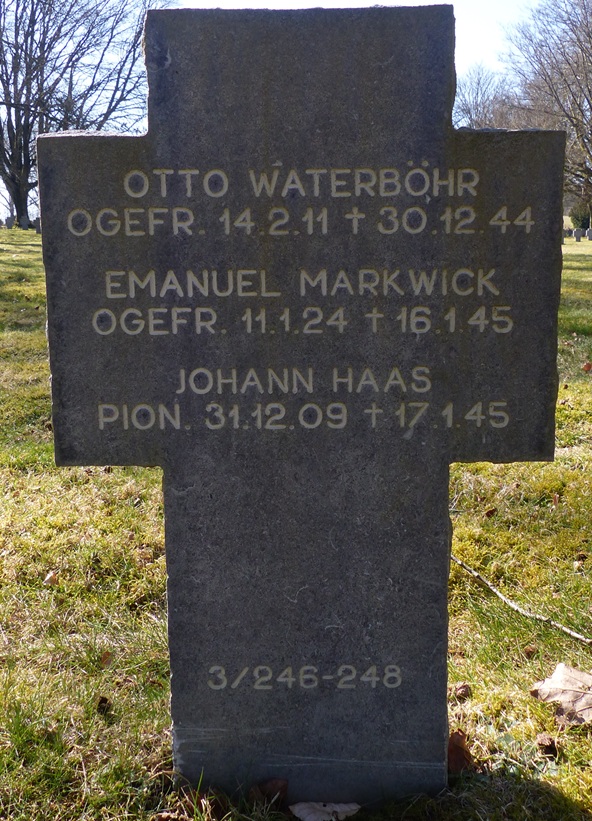 OTTO WATERBÖHR
OGEFR. 14.2.11 † 30.12.44
EMANUEL MARKWICK
OGEFR. 11.1.24 † 16.1.45
JOHANN HAAS
PION. 31.12.09 † 17.1.45
3/246-248